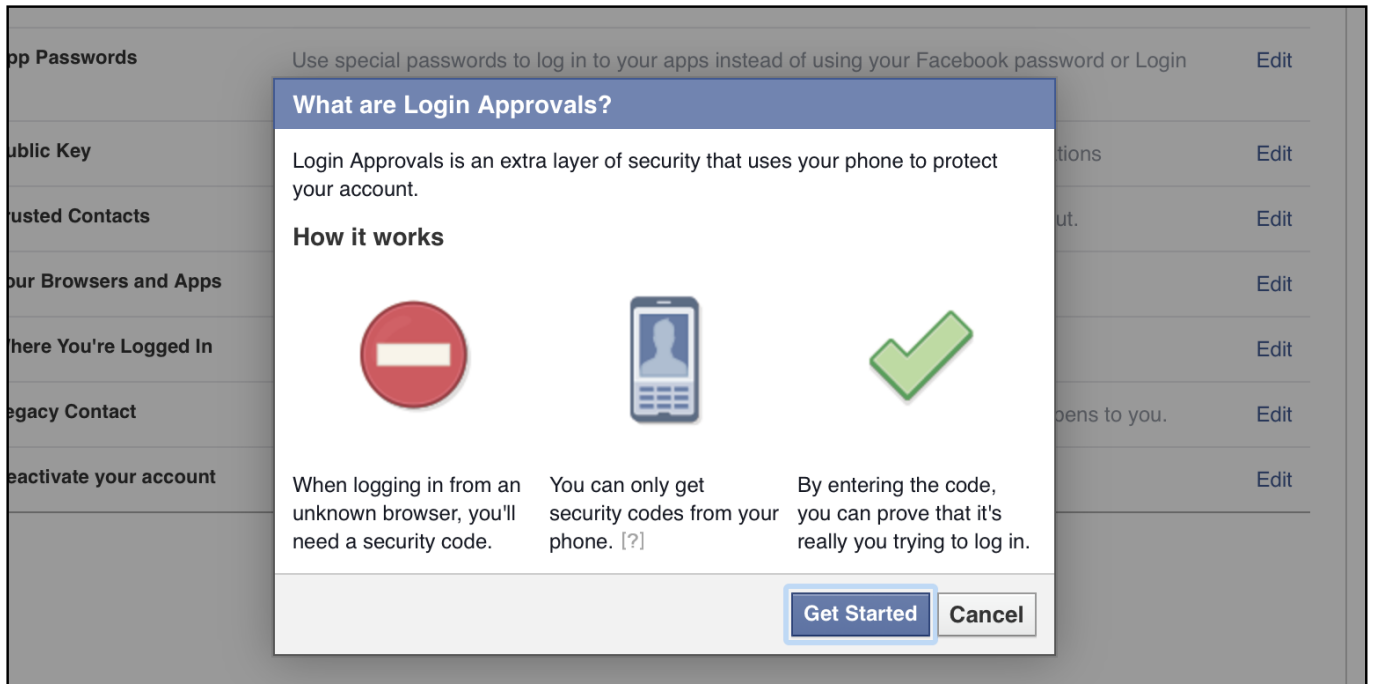 pp Passwords
Use special passwords to log in to your apps instead of using your Facebook password or Login
Edit
What are Login Approvals?
ublic Key
tions
Edit
Login Approvals is an extra layer of security that uses your phone to protect
your account.
rusted Contacts
ut.
Edit
How it works
our Browsers and Apps
Edit
here You're Logged In
Edit
egacy Contact
pens to you.
Edit
eactivate your account
Edit
When logging in from an
unknown browser, you'll
need a security code.
You can only get
security codes from your
phone. [?]
By entering the code,
you can prove that it's
really you trying to log in.
Get Started
Cancel